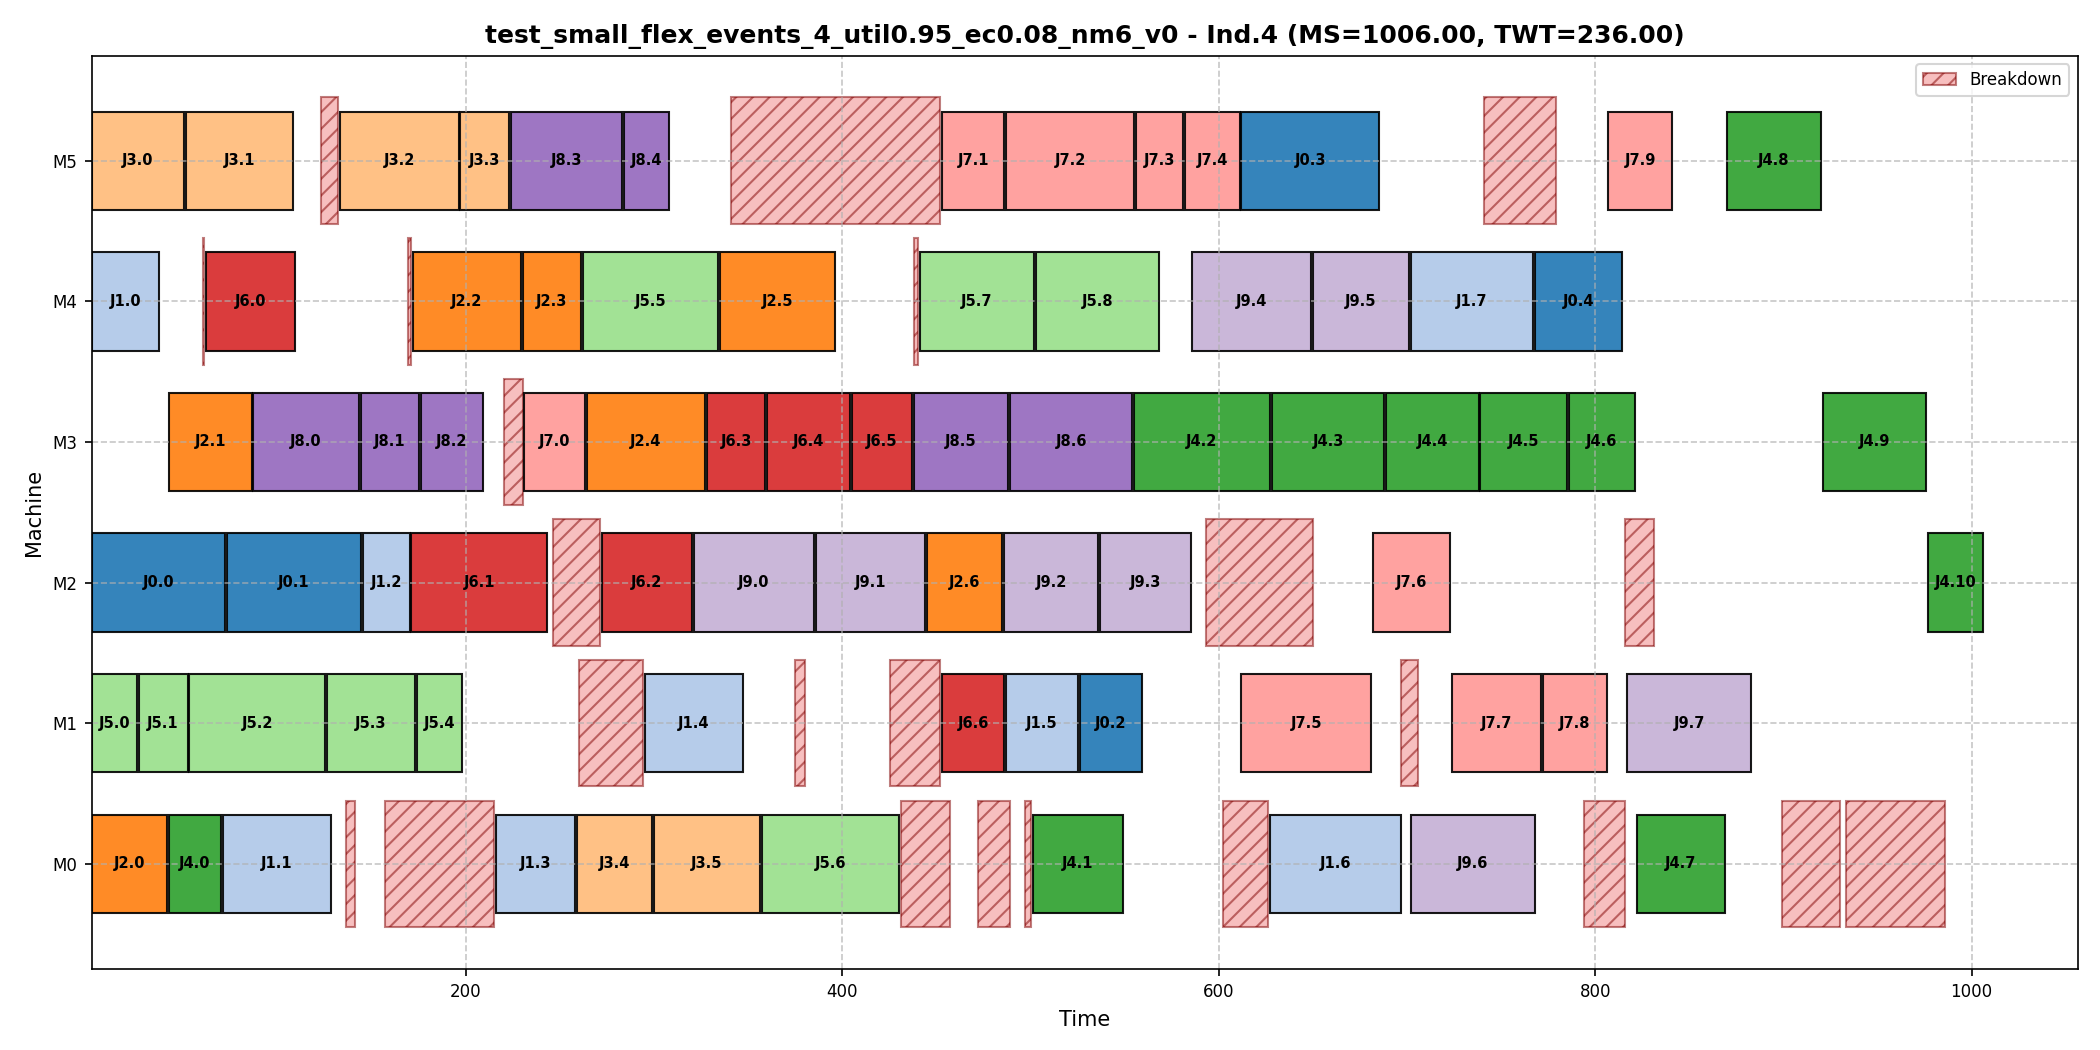 test_small_flex_events_4_util0.95_ec0.08_nm6_v0 - Ind.4 (MS=1006.00, TWT=236.00)
Breakdown
M5
J3.0 J3.1 J3.2 J3.3 J8.3 J8.4 J7.1 J7.2 J7.3 J7.4 J0.3 J7.9 J4.8
M4
J1.0 J6.0 J2.2 J2.3 J5.5 J2.5 J5.7 J5.8 J9.4 J9.5 J1.7 J0.4
M3
J2.1 J8.0 J8.1 J8.2 J7.0 J2.4 J6.3 J6.4 J6.5 J8.5 J8.6 J4.2 J4.3 J4.4 J4.5 J4.6 J4.9
M2
J0.0 J0.1 J1.2 J6.1 J6.2 J9.0 J9.1 J2.6 J9.2 J9.3 J7.6 J4.10
M1
J5.0 J5.1 J5.2 J5.3 J5.4 J1.4 J6.6 J1.5 J0.2 J7.5 J7.7 J7.8 J9.7
M0
J2.0 J4.0 J1.1 J1.3 J3.4 J3.5 J5.6 J4.1 J1.6 J9.6 J4.7
Machine
200 400 600 800 1000
Time